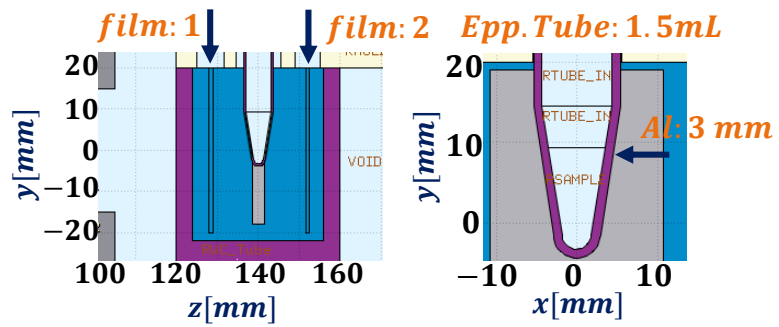 film: 1
film: 2
Epp. Tube: 1.5mL
20
10
0
−10
−20
y[mm]
VOID
100 120 140 160
z[mm]
RTUBE_IN
RTUBE_IN
Al: 3 mm
20
10
0
y[mm]
−10 0 10
x[mm]